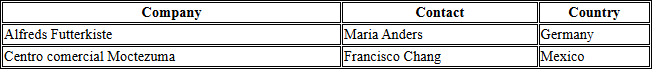 Company Contact Country
Alfreds Futterkiste Maria Anders Germany
Centro comercial Moctezuma Francisco Chang Mexico